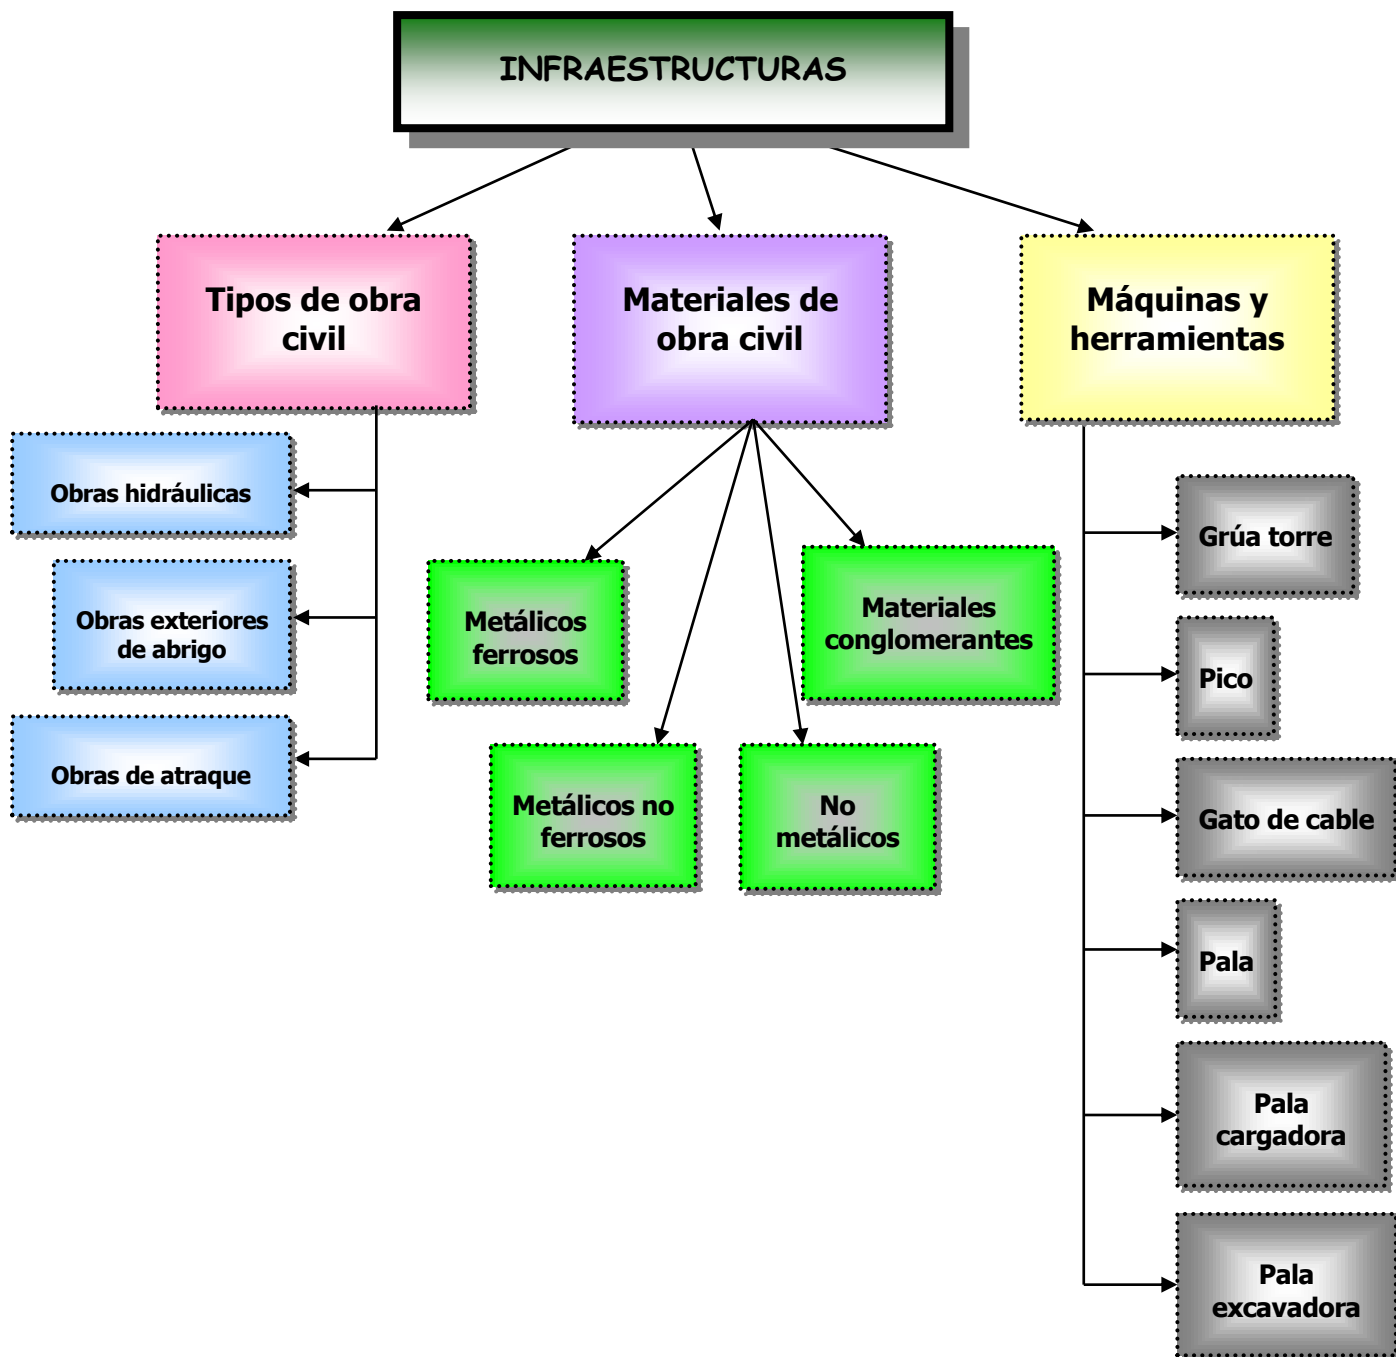 INFRAESTRUCTURAS
Tipos de obra
civil
Materiales de
obra civil
Máquinas y
herramientas
Obras hidráulicas
Obras exteriores
de abrigo
Obras de atraque
Metálicos
ferrosos
Materiales
conglomerantes
Metálicos no
ferrosos
No
metálicos
Grúa torre
Pico
Gato de cable
Pala
Pala
cargadora
Pala
excavadora